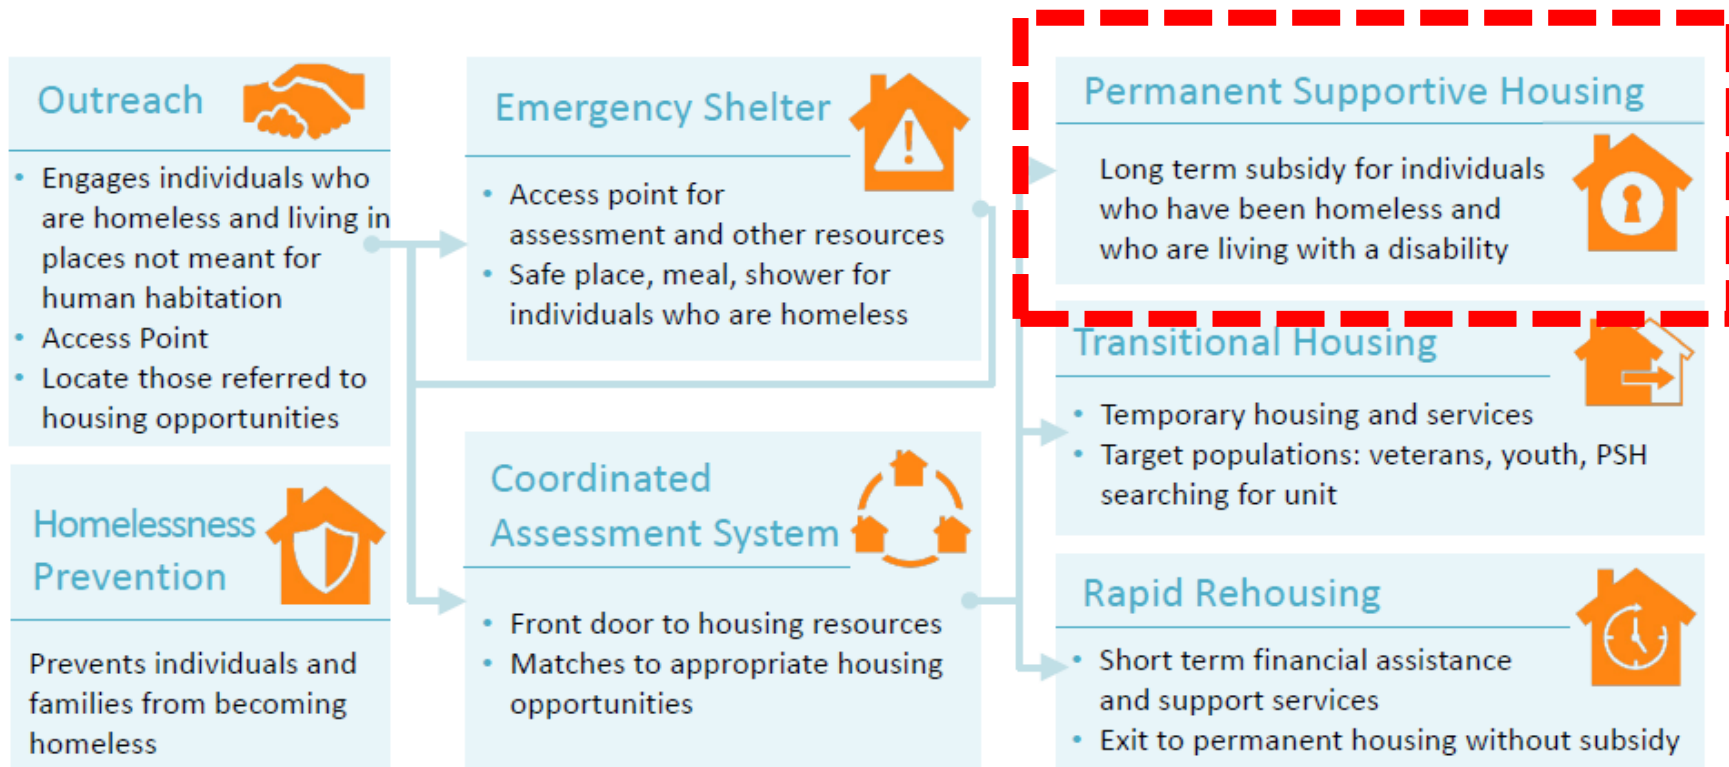 Outreach
• Engages individuals who
are homeless and living in
places not meant for
human habitation
• Access Point
• Locate those referred to
housing opportunities
Homelessness
Prevention
Prevents individuals and
families from becoming
homeless
Emergency Shelter
• Access point for
assessment and other resources
• Safe place, meal, shower for
individuals who are homeless
Coordinated
Assessment System
• Front door to housing resources
• Matches to appropriate housing
opportunities
Permanent Supportive Housing
Long term subsidy for individuals
who have been homeless and
who are living with a disability
Transitional Housing
• Temporary housing and services
• Target populations: veterans, youth, PSH
searching for unit
Rapid Rehousing
• Short term financial assistance
and support services
• Exit to permanent housing without subsidy